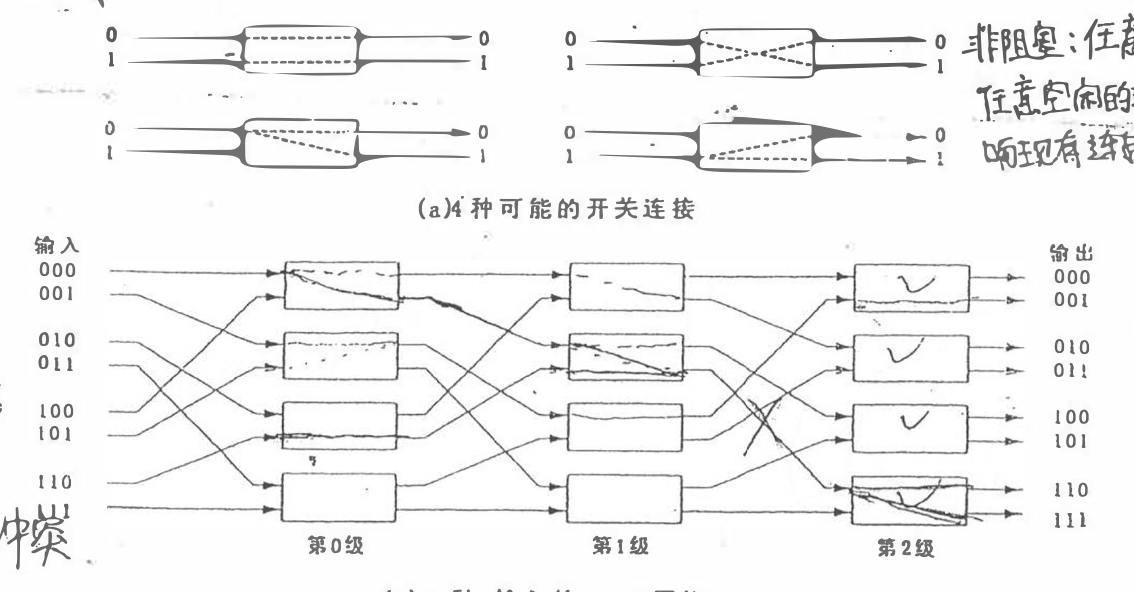 0 0
1 1
0 0
1 1
非阻塞:任意
任意空闲的
响现有连
0 0
1 1
0 0
1 1
(a)4种可能的开关连接
输入
输出
000 000
001 001
010 010
011 011
100 100
101 101
110 110
111 111
冲突
第0级 第1级 第2级